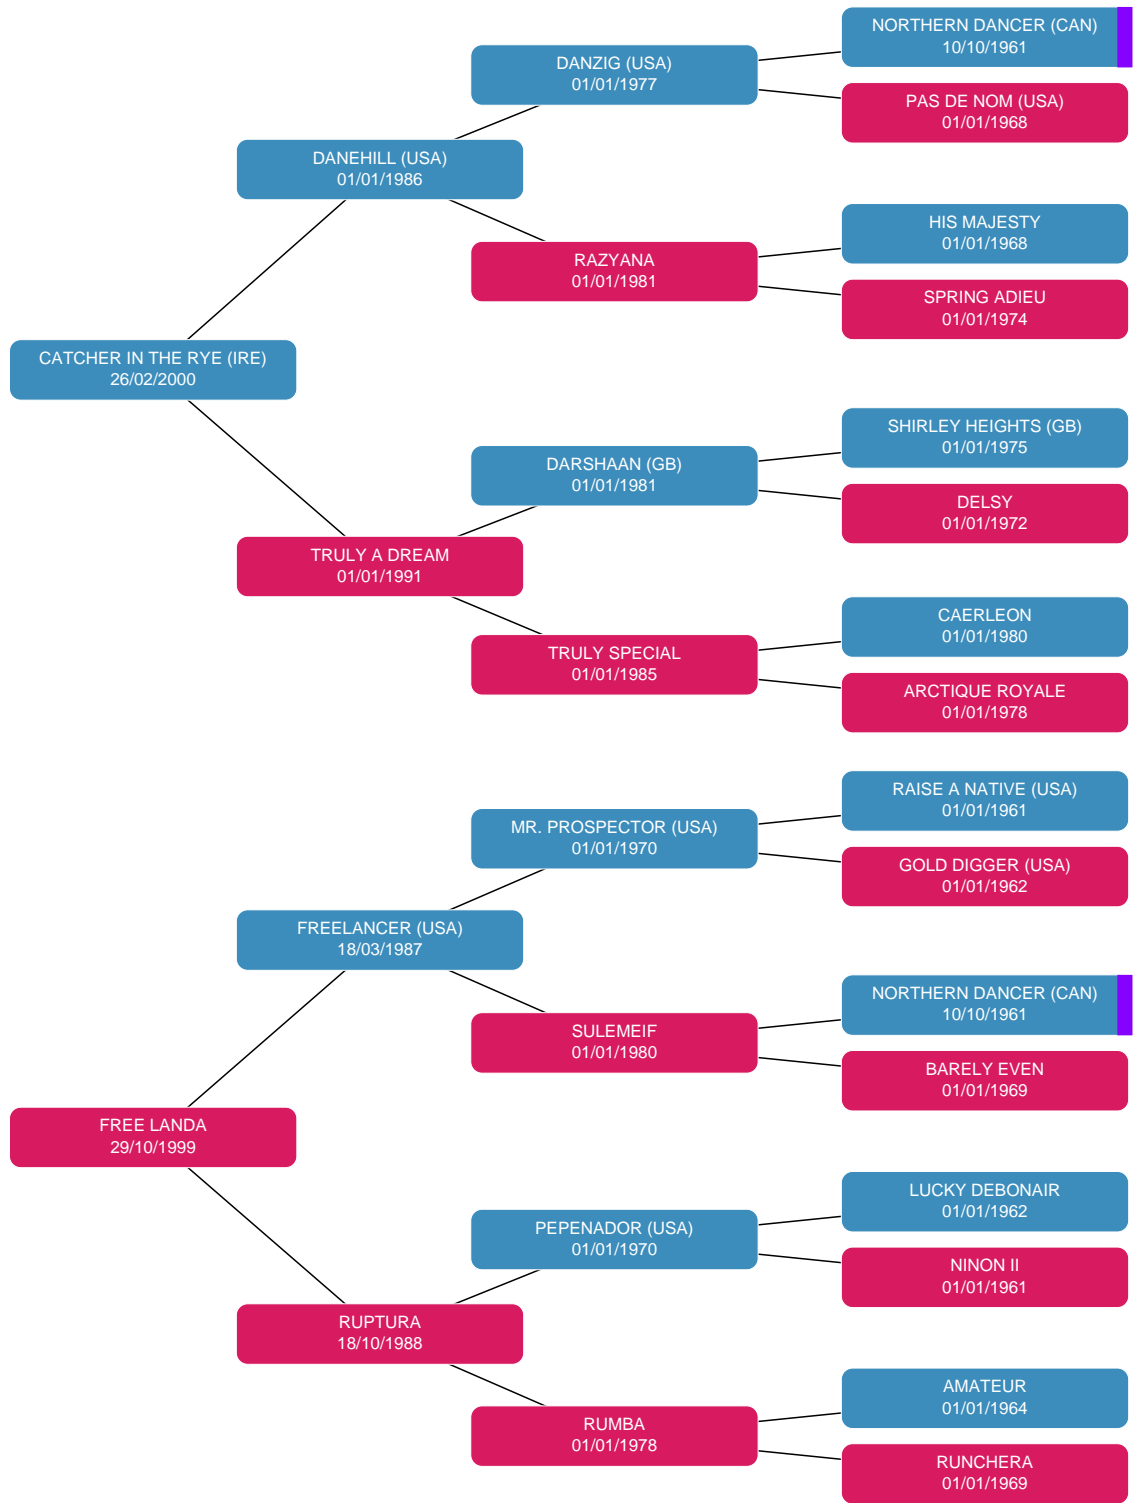 NORTHERN DANCER (CAN)
10/10/1961
DANZIG (USA)
01/01/1977
PAS DE NOM (USA)
01/01/1968
DANEHILL (USA)
01/01/1986
HIS MAJESTY
01/01/1968
RAZYANA
01/01/1981
SPRING ADIEU
01/01/1974
CATCHER IN THE RYE (IRE)
26/02/2000
SHIRLEY HEIGHTS (GB)
01/01/1975
DARSHAAN (GB)
01/01/1981
DELSY
01/01/1972
TRULY A DREAM
01/01/1991
CAERLEON
01/01/1980
TRULY SPECIAL
01/01/1985
ARCTIQUE ROYALE
01/01/1978
RAISE A NATIVE (USA)
01/01/1961
MR. PROSPECTOR (USA)
01/01/1970
GOLD DIGGER (USA)
01/01/1962
FREELANCER (USA)
18/03/1987
NORTHERN DANCER (CAN)
10/10/1961
SULEMEIF
01/01/1980
BARELY EVEN
01/01/1969
FREE LANDA
29/10/1999
LUCKY DEBONAIR
01/01/1962
PEPENADOR (USA)
01/01/1970
NINON II
01/01/1961
RUPTURA
18/10/1988
AMATEUR
01/01/1964
RUMBA
01/01/1978
RUNCHERA
01/01/1969